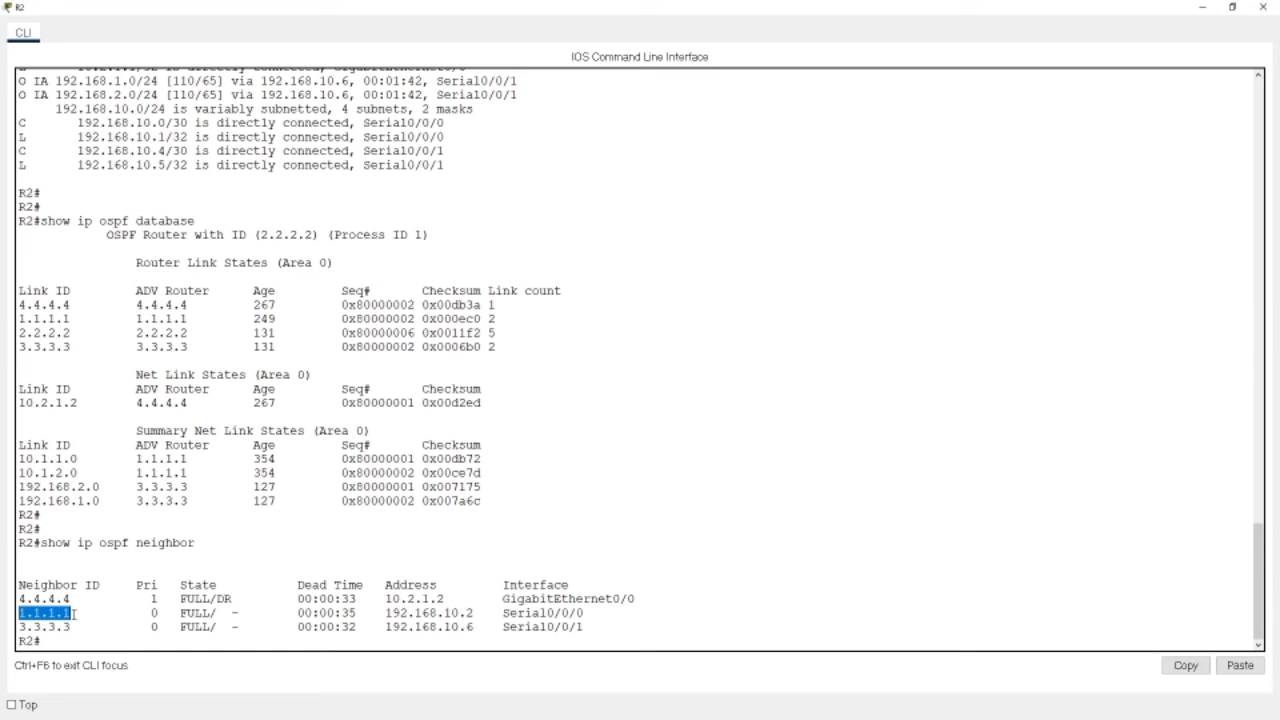 R2
CLI
IOS Command Line Interface
O IA 192.168.1.0/24 [110/65] via 192.168.10.6, 00:01:42, Serial0/0/1
O IA 192.168.2.0/24 [110/65] via 192.168.10.6, 00:01:42, Serial0/0/1
192.168.10.0/24 is variably subnetted, 4 subnets, 2 masks
C 192.168.10.0/30 is directly connected, Serial0/0/0
L 192.168.10.1/32 is directly connected, Serial0/0/0
C 192.168.10.4/30 is directly connected, Serial0/0/1
L 192.168.10.5/32 is directly connected, Serial0/0/1
R2#
R2#
R2#show ip ospf database
OSPF Router with ID (2.2.2.2) (Process ID 1)
Router Link States (Area 0)
Link ID ADV Router Age Seq# Checksum Link count
4.4.4.4 4.4.4.4 267 0x80000002 0x00db3a 1
1.1.1.1 1.1.1.1 249 0x80000002 0x000ec0 2
2.2.2.2 2.2.2.2 131 0x80000006 0x0011f2 5
3.3.3.3 3.3.3.3 131 0x80000002 0x0006b0 2
Net Link States (Area 0)
Link ID ADV Router Age Seq# Checksum
10.2.1.2 4.4.4.4 267 0x80000001 0x00d2ed
Summary Net Link States (Area 0)
Link ID ADV Router Age Seq# Checksum
10.1.1.0 1.1.1.1 354 0x80000001 0x00db72
10.1.2.0 1.1.1.1 354 0x80000002 0x00ce7d
192.168.2.0 3.3.3.3 127 0x80000001 0x007175
192.168.1.0 3.3.3.3 127 0x80000002 0x007a6c
R2#
R2#
R2#show ip ospf neighbor
Neighbor ID Pri State Dead Time Address Interface
4.4.4.4 1 FULL/DR 00:00:33 10.2.1.2 GigabitEthernet0/0
1.1.1.1 0 FULL/ - 00:00:35 192.168.10.2 Serial0/0/0
3.3.3.3 0 FULL/ - 00:00:32 192.168.10.6 Serial0/0/1
R2#
Ctrl+F6 to exit CLI focus
Copy
Paste
Top